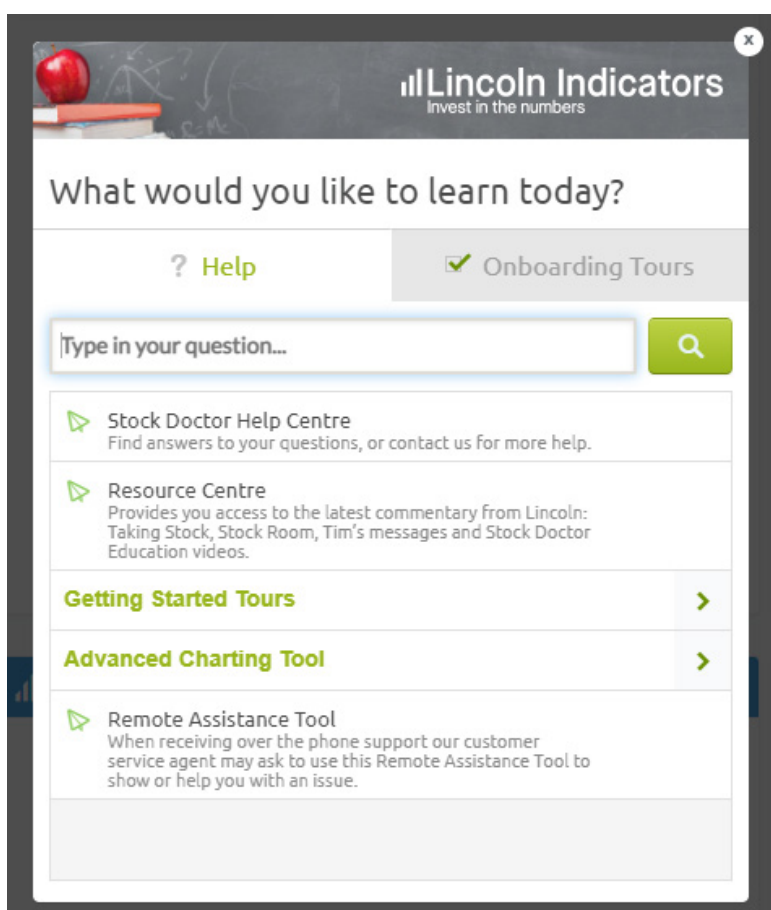 x
Lincoln Indicators
Invest in the numbers
What would you like to learn today?
? Help
Onboarding Tours
Type in your question...
Stock Doctor Help Centre
Find answers to your questions, or contact us for more help.
Resource Centre
Provides you access to the latest commentary from Lincoln:
Taking Stock, Stock Room, Tim's messages and Stock Doctor
Education videos.
Getting Started Tours
Advanced Charting Tool
Remote Assistance Tool
When receiving over the phone support our customer
service agent may ask to use this Remote Assistance Tool to
show or help you with an issue.